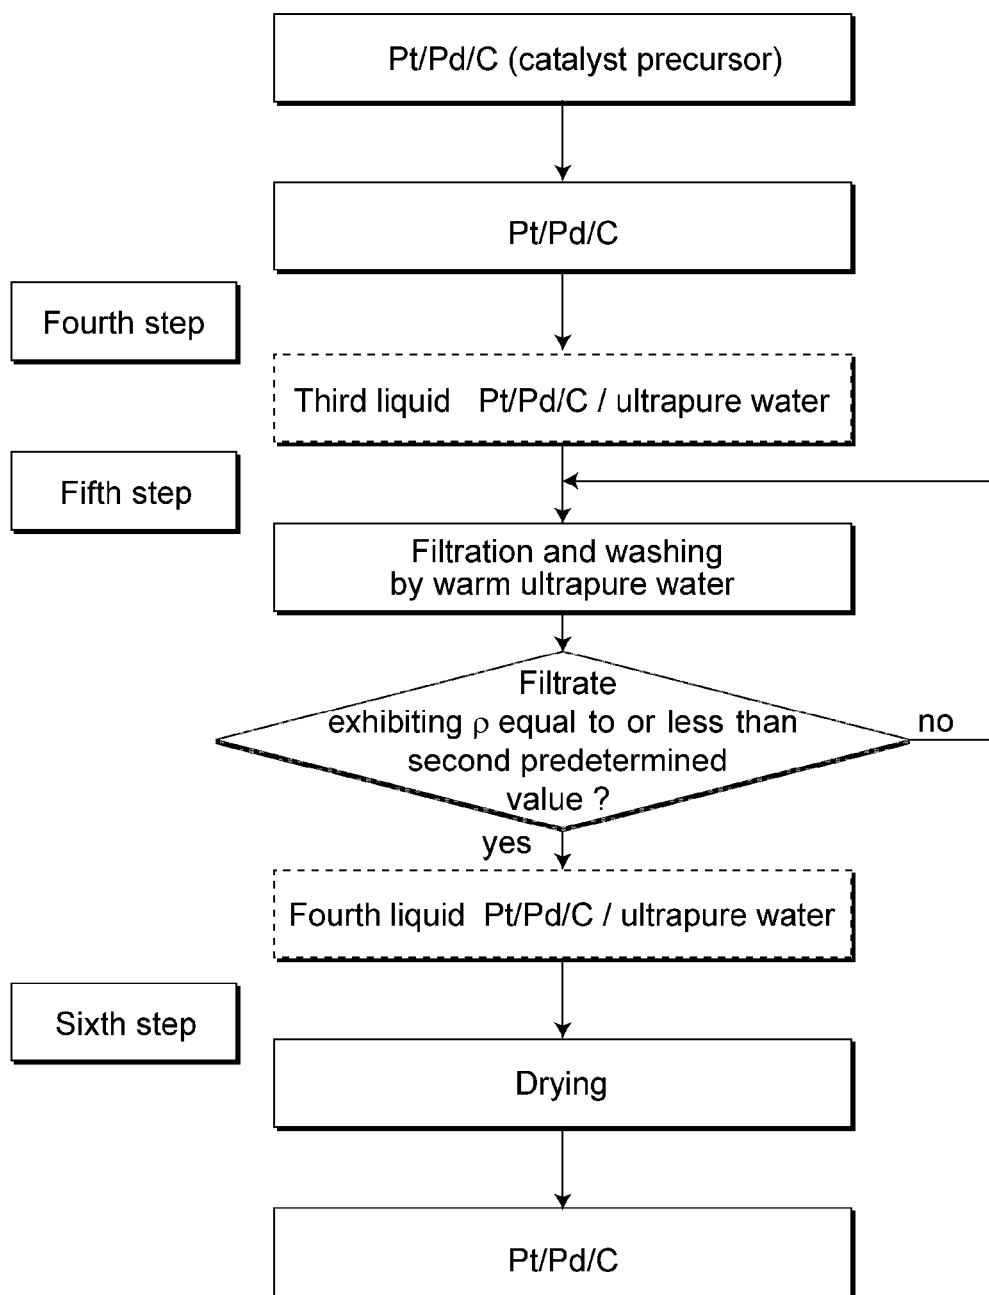 Pt/Pd/C (catalyst precursor)
Pt/Pd/C
Fourth step
Third liquid Pt/Pd/C / ultrapure water
Fifth step
Filtration and washing
by warm ultrapure water
Filtrate
exhibiting ρ equal to or less than
second predetermined
value ?
no
yes
Fourth liquid Pt/Pd/C / ultrapure water
Sixth step
Drying
Pt/Pd/C